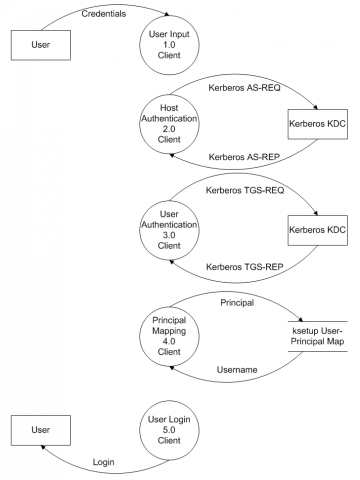 Credentials
User
User Input
1.0
Client
Kerberos AS-REQ
Host
Authentication
2.0
Client
Kerberos KDC
Kerberos AS-REP
Kerberos TGS-REQ
User
Authentication
3.0
Client
Kerberos KDC
Kerberos TGS-REP
Principal
Principal
Mapping
4.0
Client
ksetup User-
Principal Map
Username
User
User Login
5.0
Client
Login